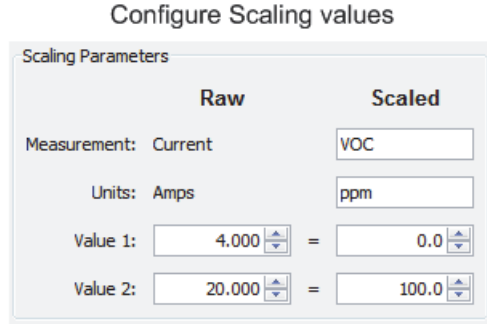 Configure Scaling values
Scaling Parameters
Raw Scaled
Measurement: Current VOC
Units: Amps ppm
Value 1: 4.000 = 0.0
Value 2: 20.000 = 100.0